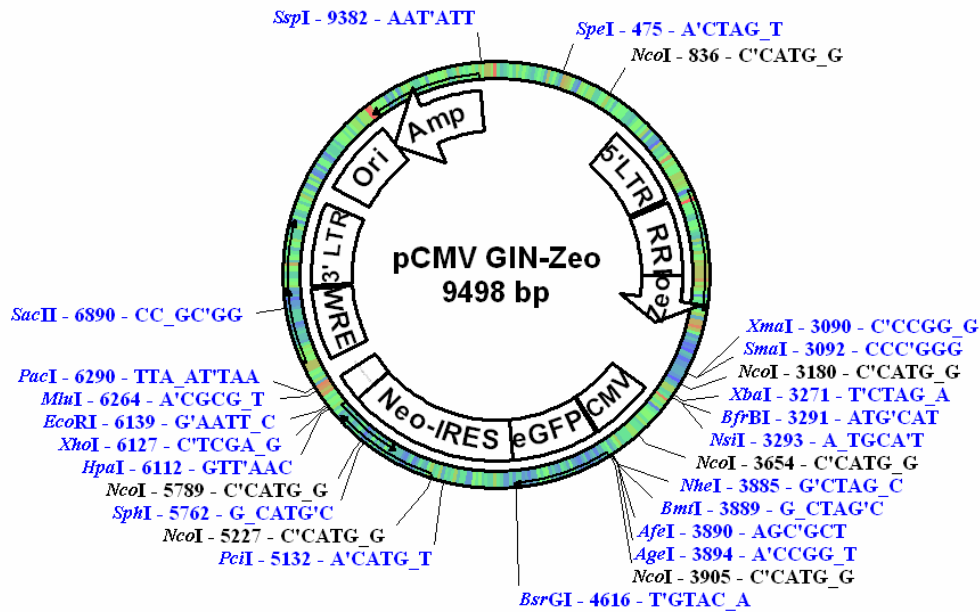 SspI - 9382 - AAT'ATT
SpeI - 475 - A'CTAG_T
NcoI - 836 - C'CATG_G
Amp
Ori
5'LTR
3' LTR
RRE
Zeo
WRE
pCMV GIN-Zeo
9498 bp
Neo-IRES
eGFP
CMV
SacII - 6890 - CC_GC'GG
PacI - 6290 - TTA_AT'TAA
MluI - 6264 - A'CGCG_T
EcoRI - 6139 - G'AATT_C
XhoI - 6127 - C'TCGA_G
HpaI - 6112 - GTT'AAC
NcoI - 5789 - C'CATG_G
SphI - 5762 - G_CATG'C
NcoI - 5227 - C'CATG_G
PciI - 5132 - A'CATG_T
XmaI - 3090 - C'CCGG_G
SmaI - 3092 - CCC'GGG
NcoI - 3180 - C'CATG_G
XbaI - 3271 - T'CTAG_A
BfrBI - 3291 - ATG'CAT
NsiI - 3293 - A_TGCA'T
NcoI - 3654 - C'CATG_G
NheI - 3885 - G'CTAG_C
BmtI - 3889 - G_CTAG'C
AfeI - 3890 - AGC'GCT
AgeI - 3894 - A'CCGG_T
NcoI - 3905 - C'CATG_G
BsrGI - 4616 - T'GTAC_A